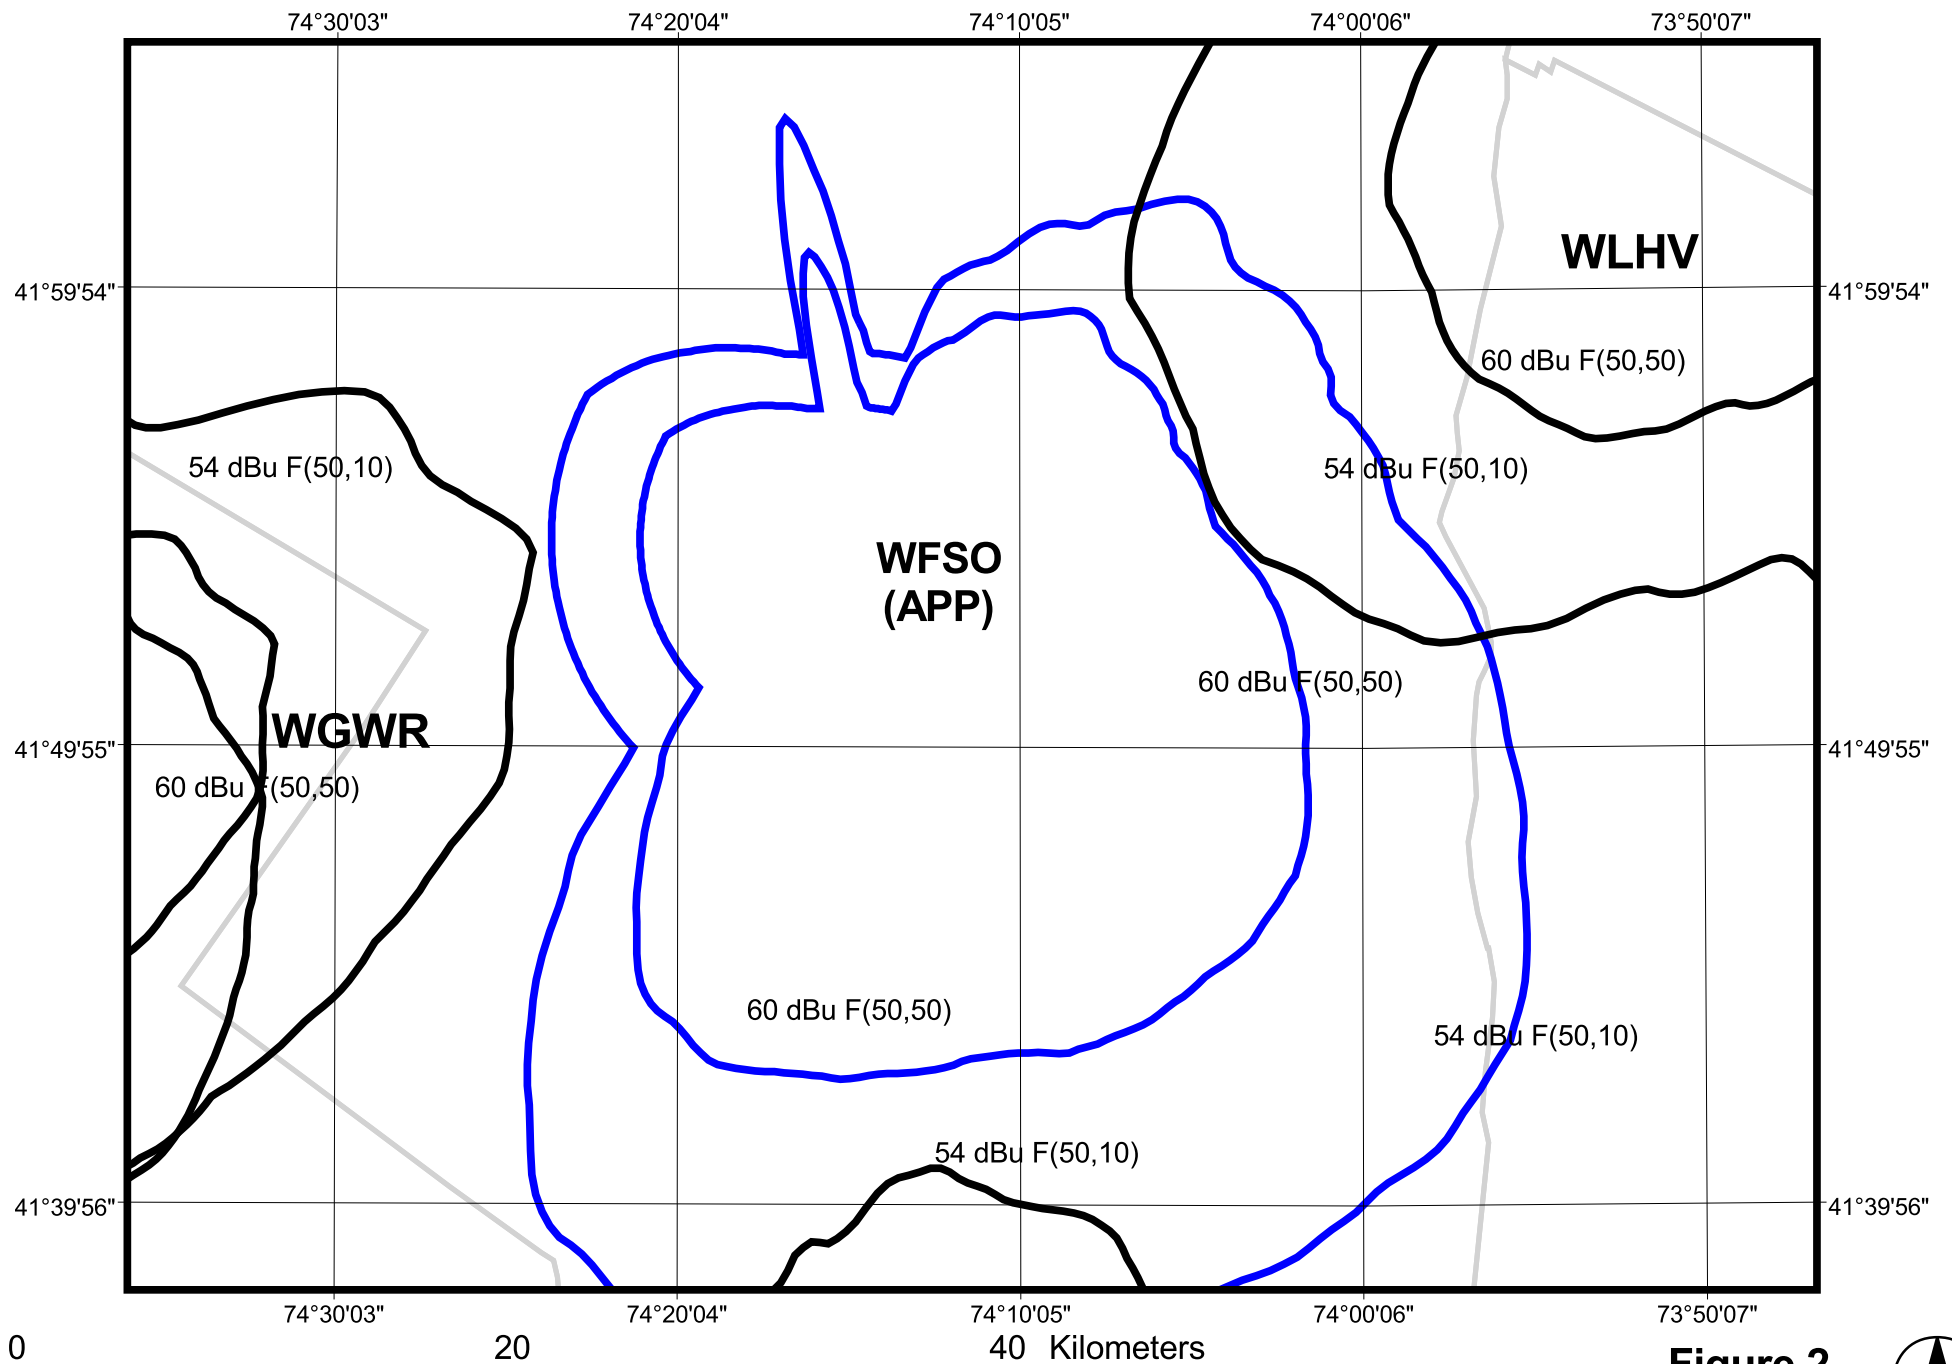 74°30'03" 74°20'04" 74°10'05" 74°00'06" 73°50'07"
WLHV
41°59'54" 41°59'54"
60 dBu F(50,50)
54 dBu F(50,10) 54 dBu F(50,10)
WFSO
(APP)
60 dBu F(50,50)
WGWR
41°49'55" 41°49'55"
60 dBu F(50,50)
60 dBu F(50,50)
54 dBu F(50,10)
54 dBu F(50,10)
41°39'56" 41°39'56"
74°30'03" 74°20'04" 74°10'05" 74°00'06" 73°50'07"
0 20 40 Kilometers
Figure 2